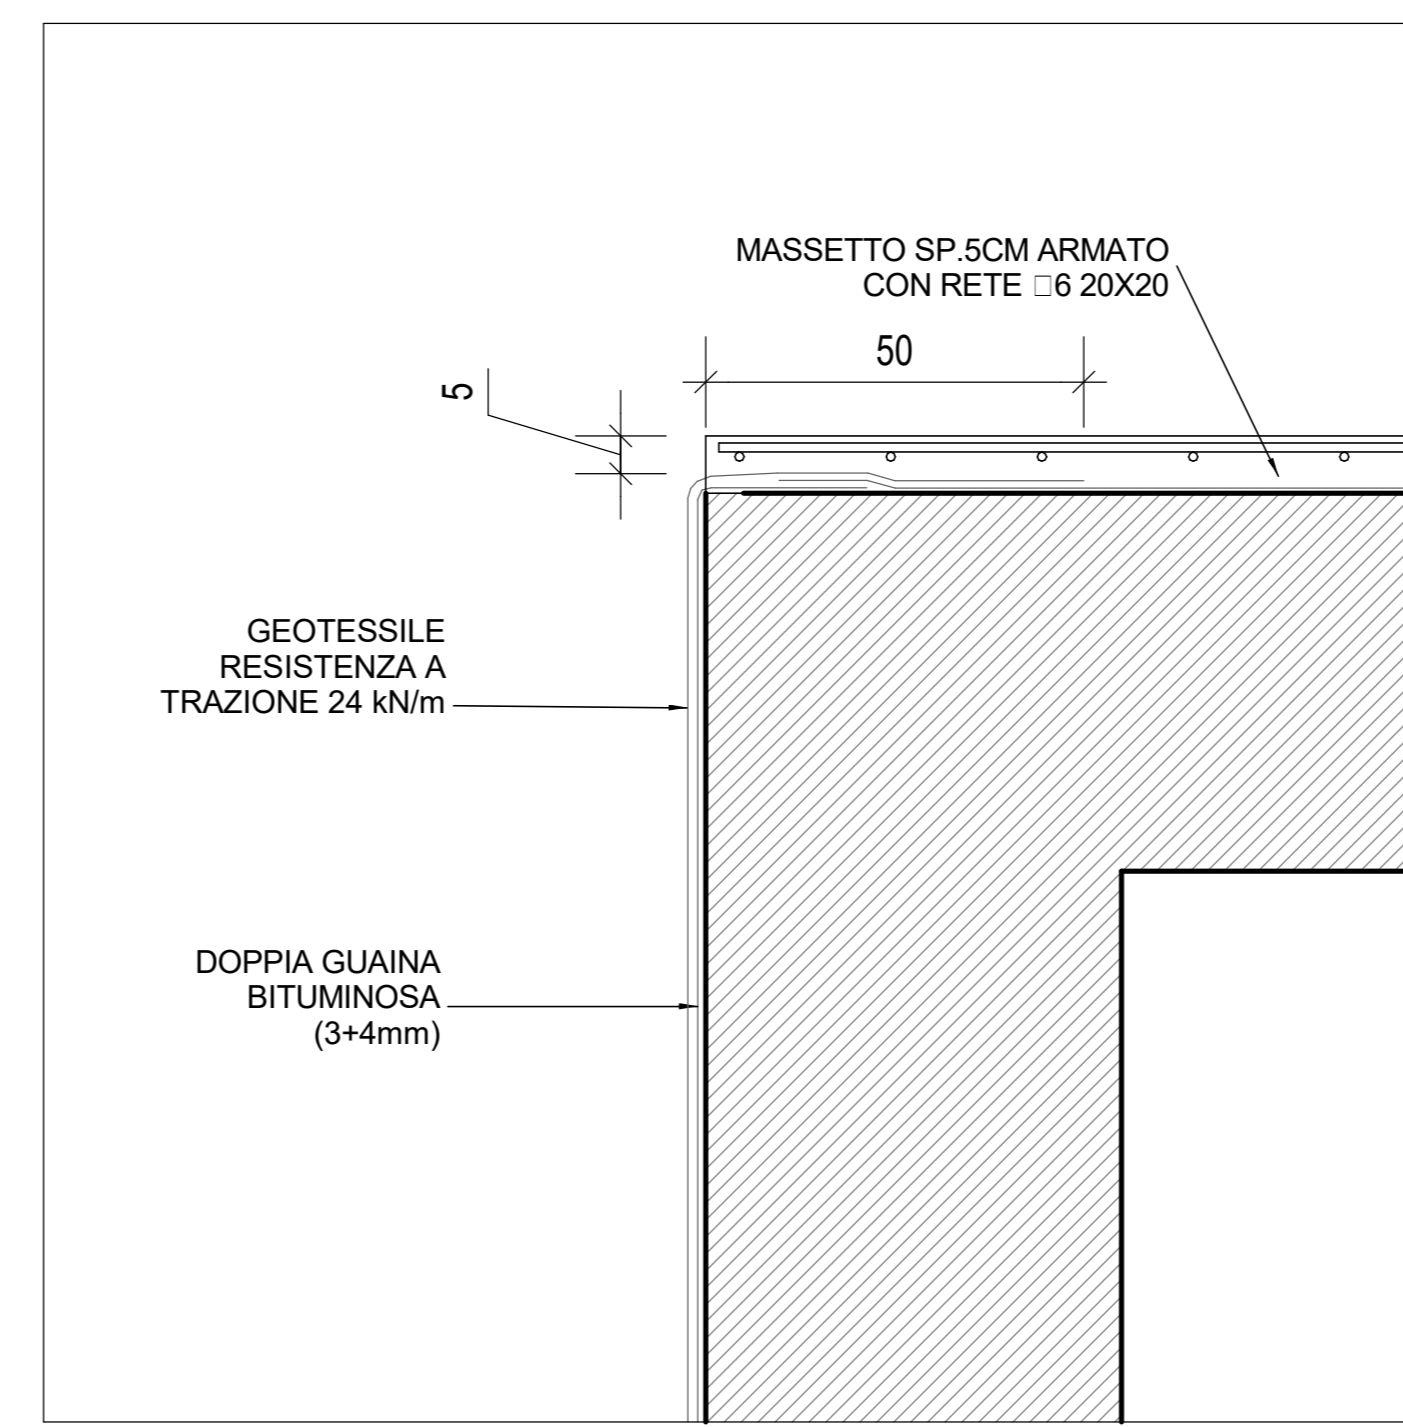 MASSETTO SP.5CM ARMATO
CON RETE □6 20X20
50
5
GEOTESSILE
RESISTENZA A
TRAZIONE 24 kN/m
DOPPIA GUAINA
BITUMINOSA
(3+4mm)